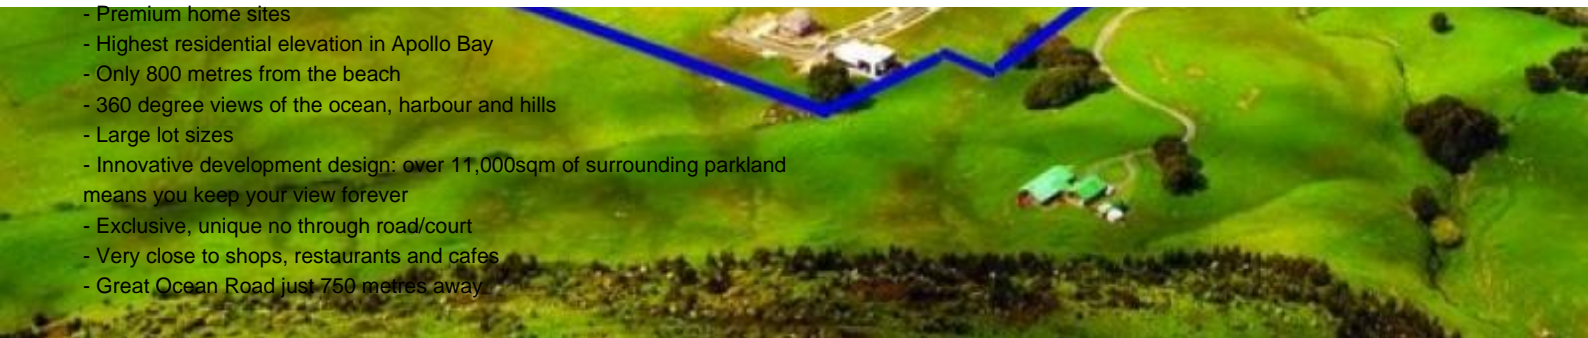 - Premium home sites
- Highest residential elevation in Apollo Bay
- Only 800 metres from the beach
- 360 degree views of the ocean, harbour and hills
- Large lot sizes
- Innovative development design: over 11,000sqm of surrounding parkland
means you keep your view forever
- Exclusive, unique no through road/court
- Very close to shops, restaurants and cafes
- Great Ocean Road just 750 metres away